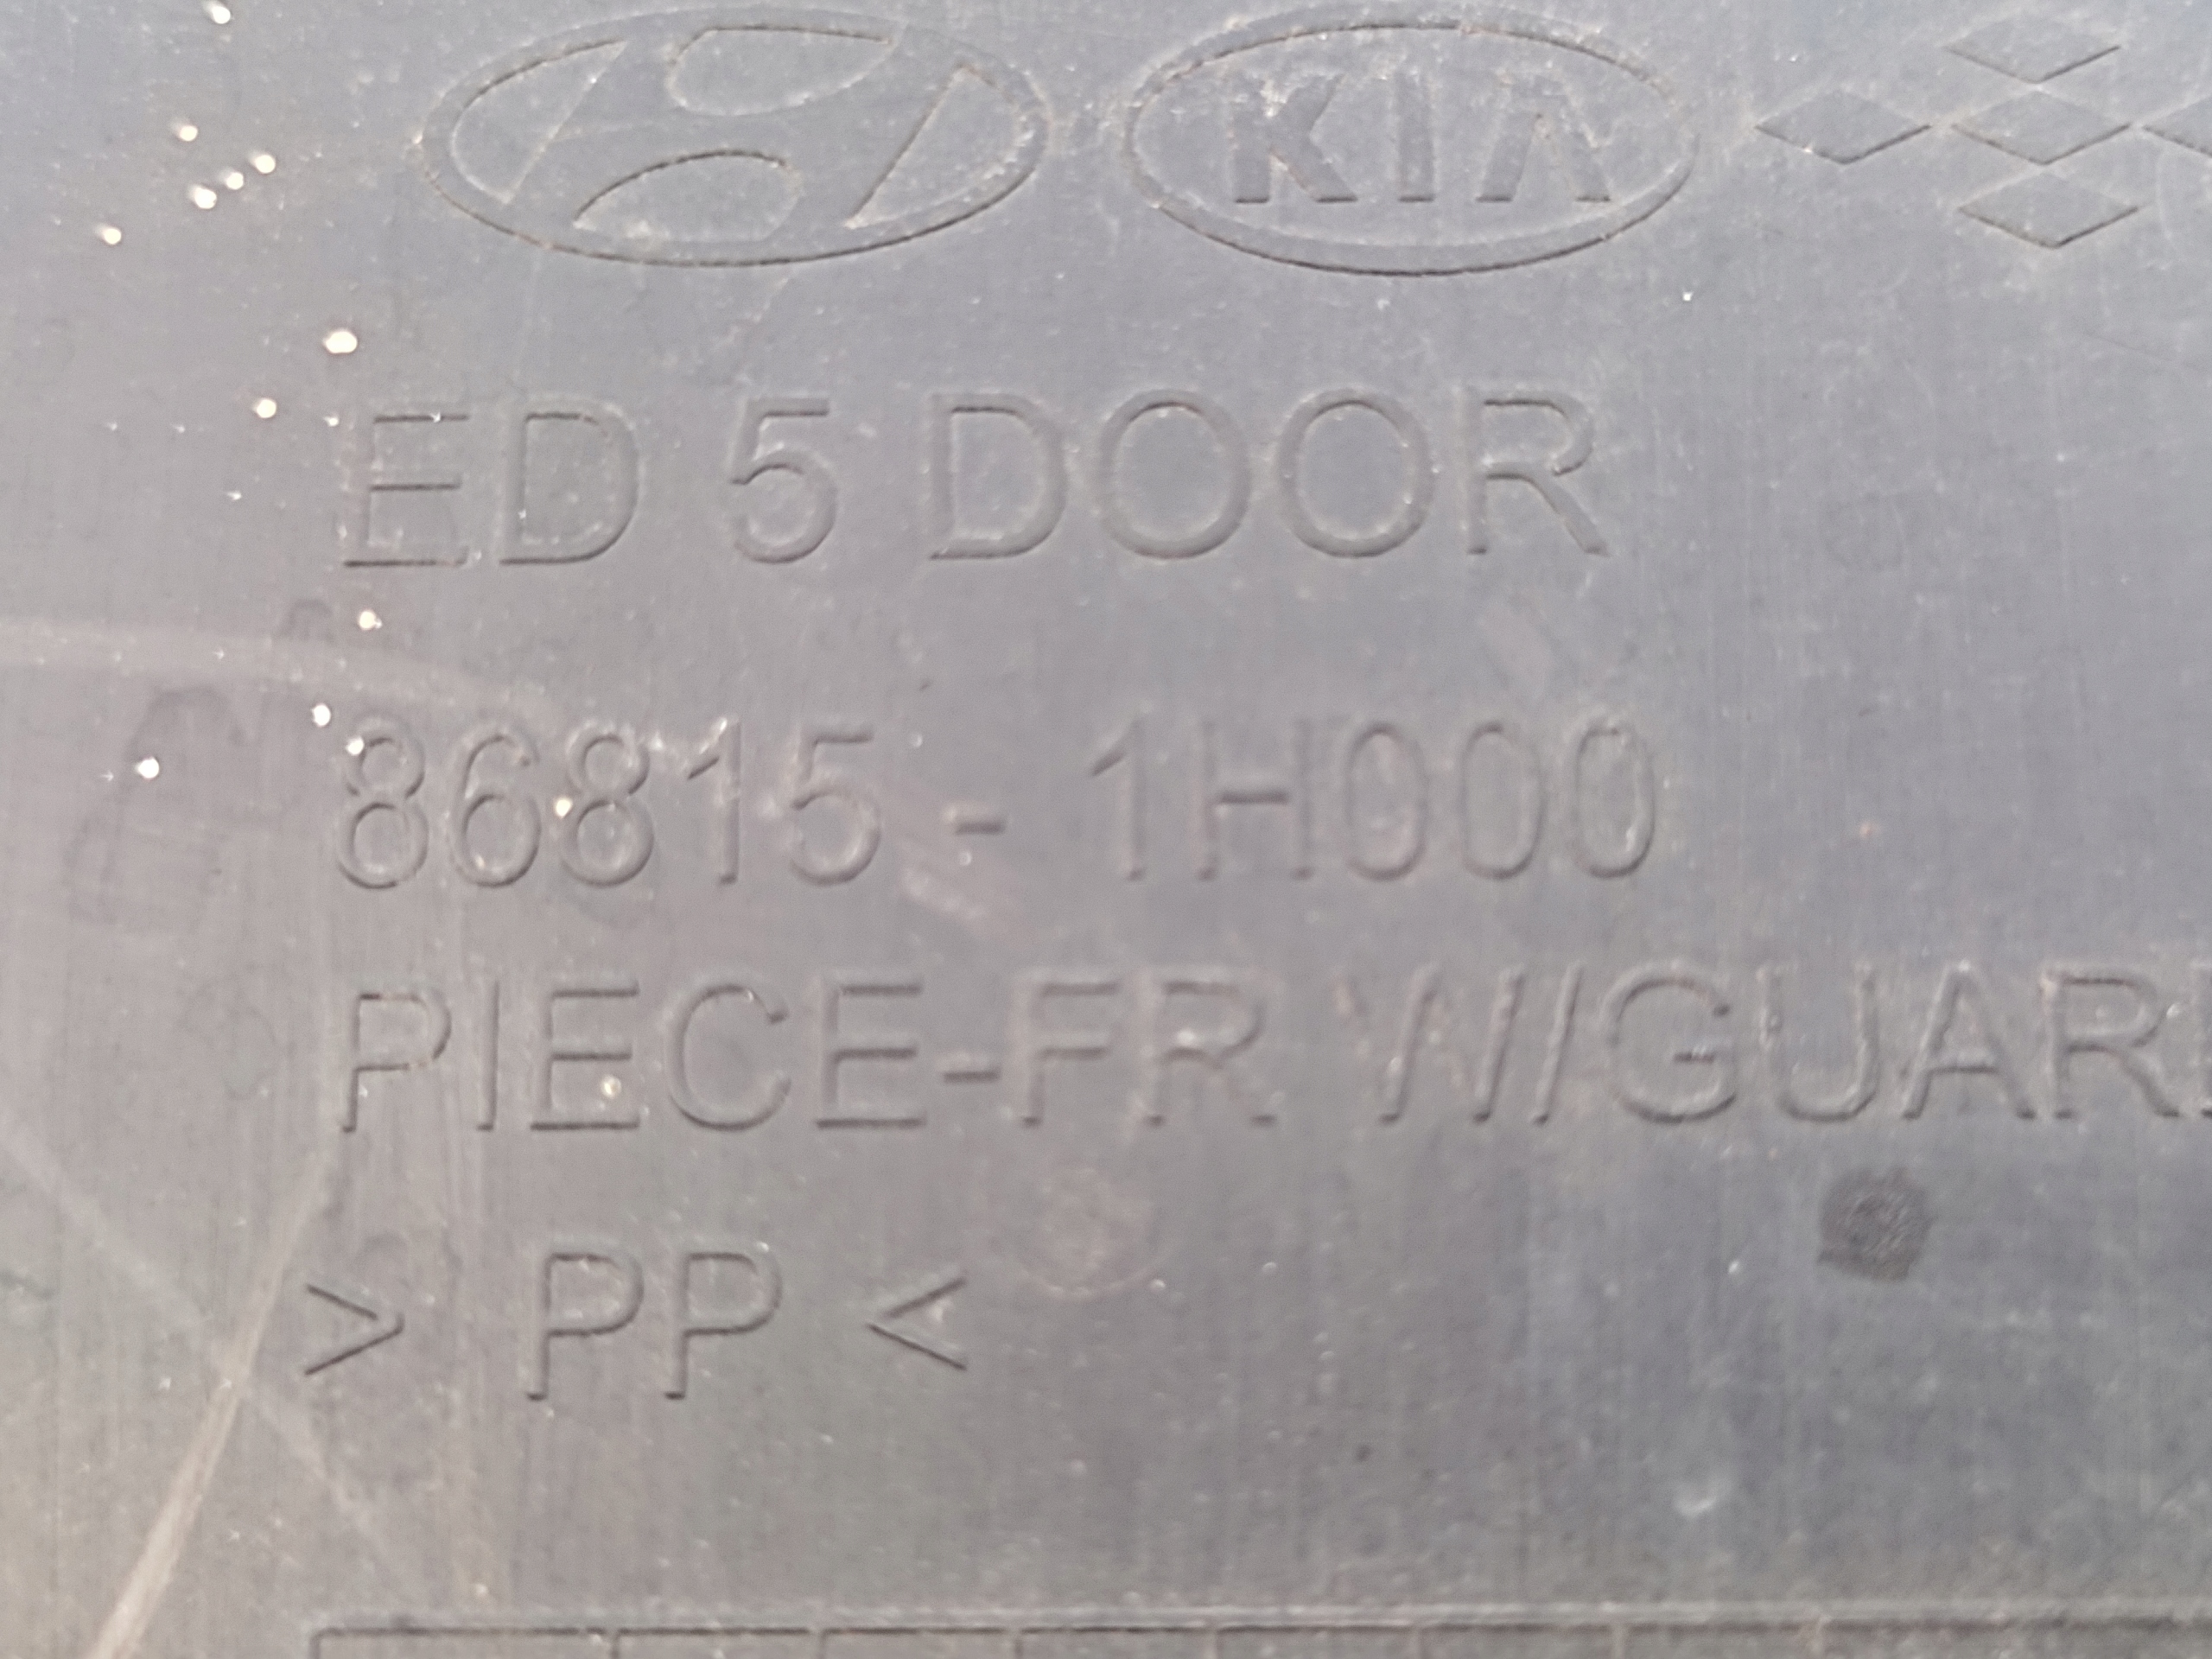 KIA
ED 5 DOOR
86815 - 1H000
PIECE-FR W/GUAR
> PP <